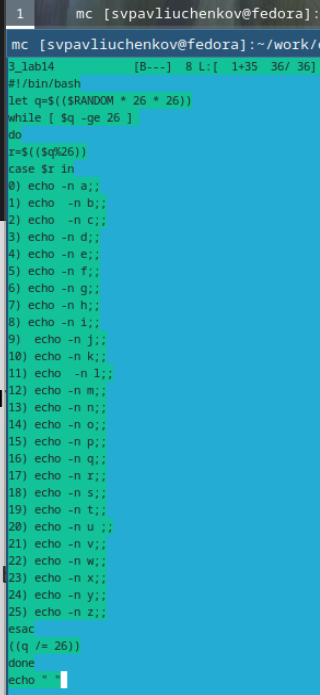 1 mc [svpavliuchenkov@fedora]:
mc [svpavliuchenkov@fedora]:~/work/
3_lab14 [B---] 8 L:[ 1+35 36/ 36]
#!/bin/bash
let q=$(($RANDOM * 26 * 26))
while [ $q -ge 26 ]
do
r=$(($q%26))
case $r in
0) echo -n a;;
1) echo  -n b;;
2) echo  -n c;;
3) echo -n d;;
4) echo -n e;;
5) echo -n f;;
6) echo -n g;;
7) echo -n h;;
8) echo -n i;;
9)  echo -n j;;
10) echo -n k;;
11) echo  -n l;;
12) echo -n m;;
13) echo -n n;;
14) echo -n o;;
15) echo -n p;;
16) echo -n q;;
17) echo -n r;;
18) echo -n s;;
19) echo -n t;;
20) echo -n u ;;
21) echo -n v;;
22) echo -n w;;
23) echo -n x;;
24) echo -n y;;
25) echo -n z;;
esac
((q /= 26))
done
echo " "